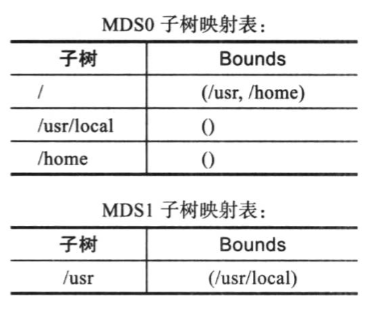 MDS0 子树映射表：
子树 Bounds
/ (/usr, /home)
/usr/local ()
/home ()
MDS1 子树映射表：
子树 Bounds
/usr (/usr/local)